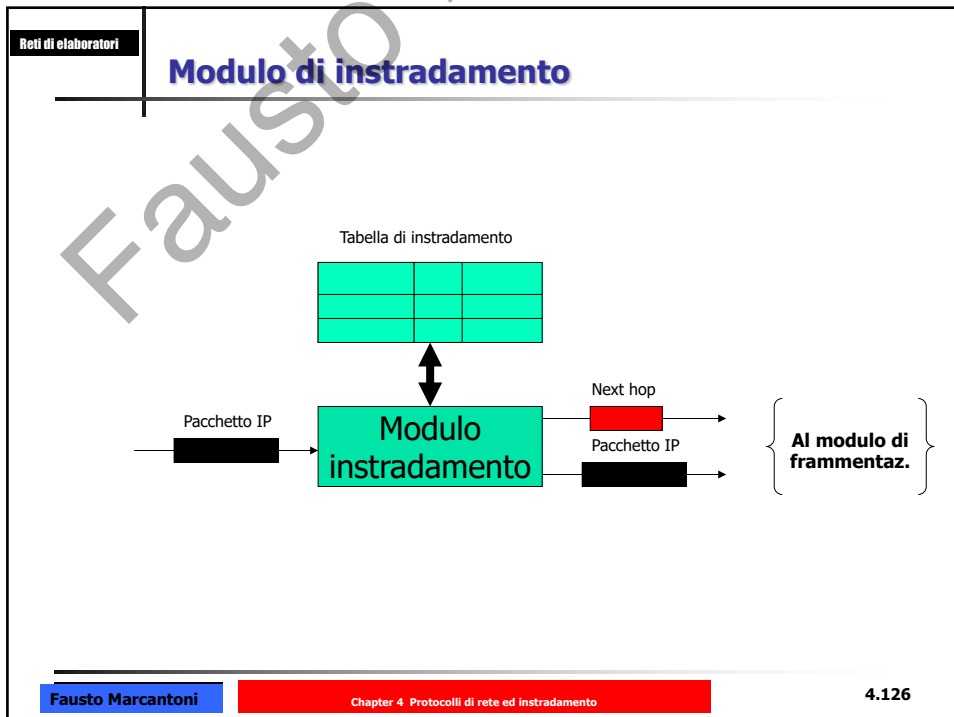 Reti di elaboratori
Modulo di instradamento
Fausto
Tabella di instradamento
Next hop
Pacchetto IP
Modulo
instradamento
Pacchetto IP
Al modulo di
frammentaz.
Fausto Marcantoni
Chapter 4 Protocolli di rete ed instradamento
4.126